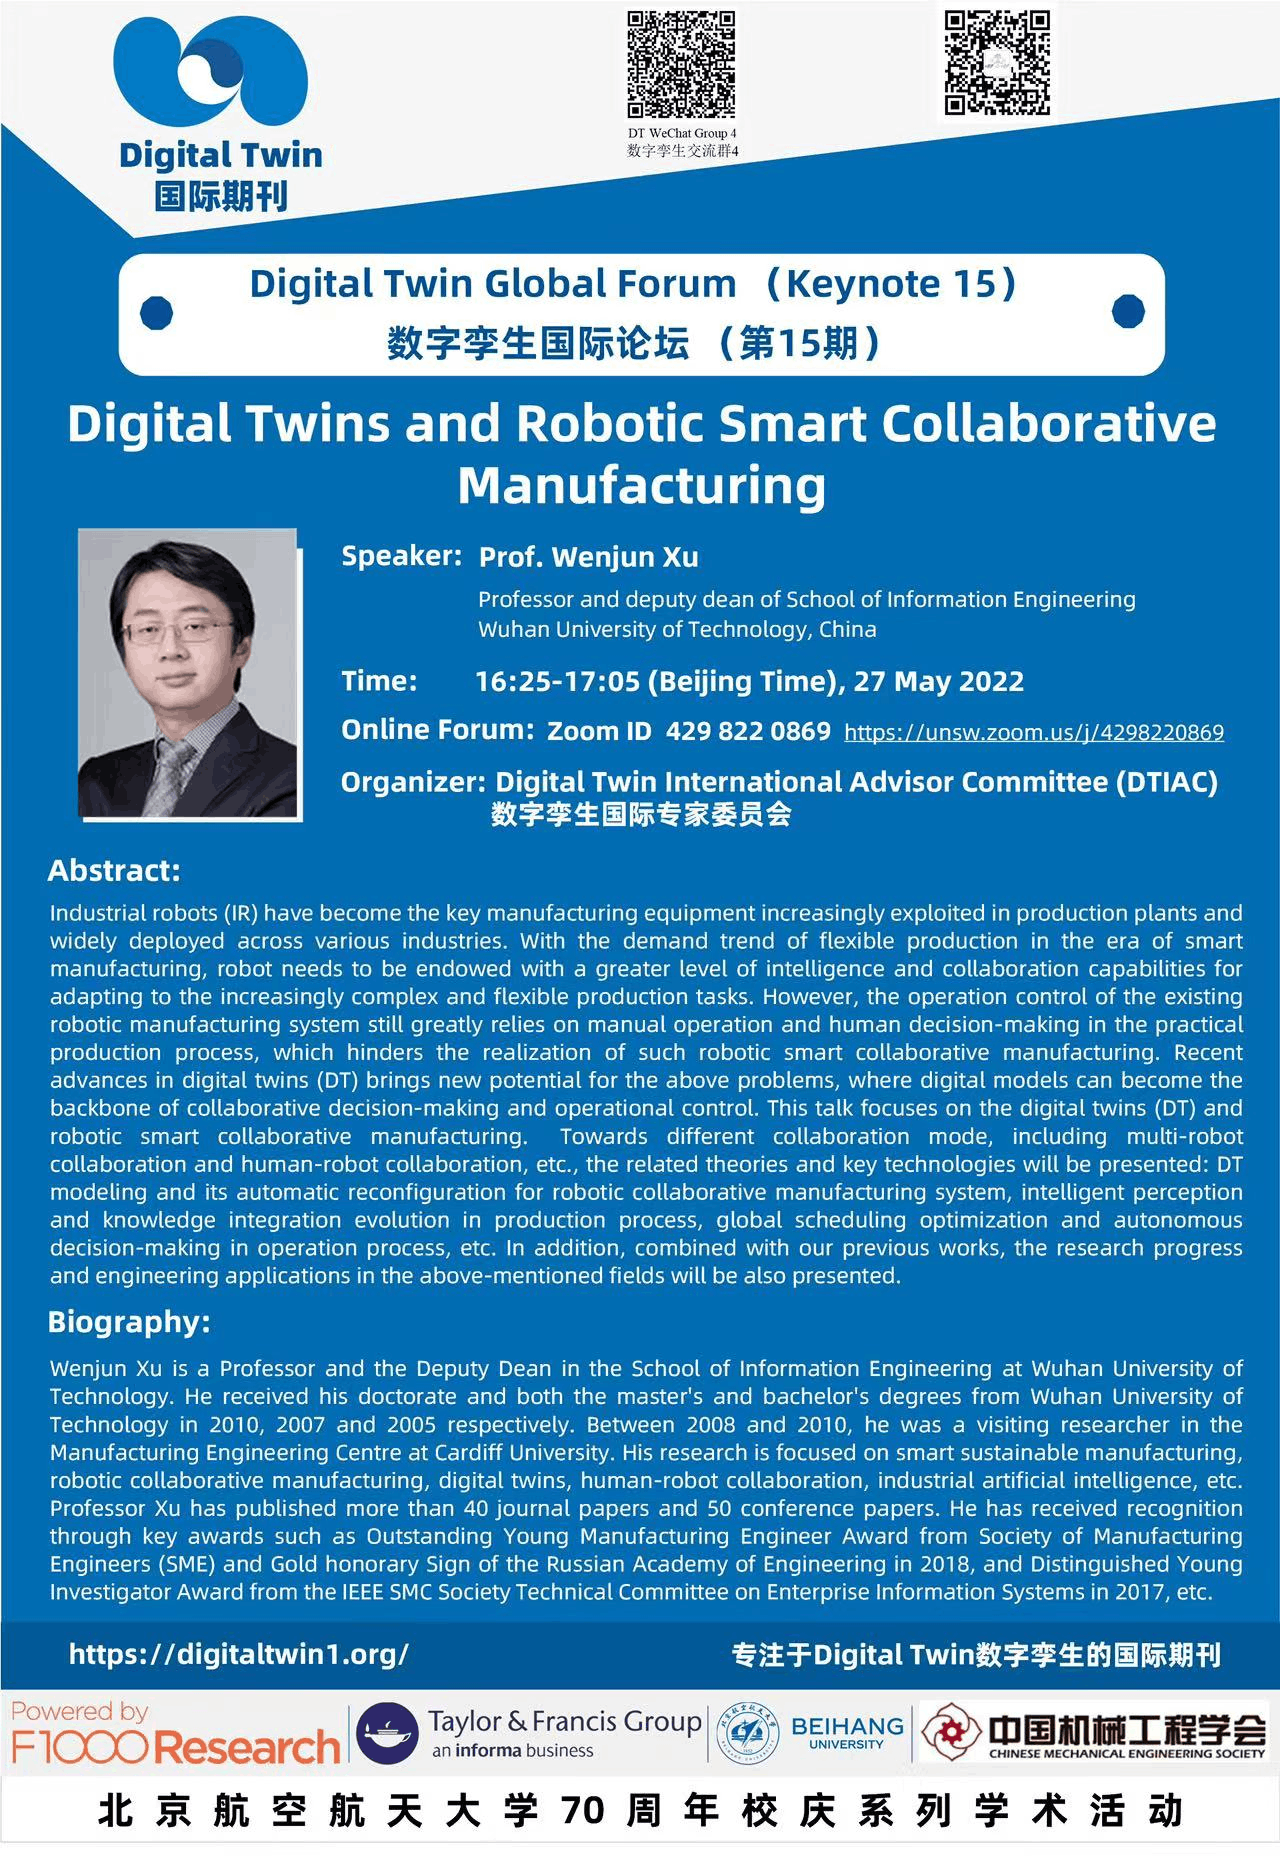 Digital Twin
国际期刊
DT WeChat Group 4
数字孪生交流群4
Digital Twin Global Forum （Keynote 15）
数字孪生国际论坛 （第15期）
Digital Twins and Robotic Smart Collaborative
Manufacturing
Speaker: Prof. Wenjun Xu
Professor and deputy dean of School of Information Engineering
Wuhan University of Technology, China
Time: 16:25-17:05 (Beijing Time), 27 May 2022
Online Forum: Zoom ID 429 822 0869 https://unsw.zoom.us/j/4298220869
Organizer: Digital Twin International Advisor Committee (DTIAC)
数字孪生国际专家委员会
Abstract:
Industrial robots (IR) have become the key manufacturing equipment increasingly exploited in production plants and
widely deployed across various industries. With the demand trend of flexible production in the era of smart
manufacturing, robot needs to be endowed with a greater level of intelligence and collaboration capabilities for
adapting to the increasingly complex and flexible production tasks. However, the operation control of the existing
robotic manufacturing system still greatly relies on manual operation and human decision-making in the practical
production process, which hinders the realization of such robotic smart collaborative manufacturing. Recent
advances in digital twins (DT) brings new potential for the above problems, where digital models can become the
backbone of collaborative decision-making and operational control. This talk focuses on the digital twins (DT) and
robotic smart collaborative manufacturing. Towards different collaboration mode, including multi-robot
collaboration and human-robot collaboration, etc., the related theories and key technologies will be presented: DT
modeling and its automatic reconfiguration for robotic collaborative manufacturing system, intelligent perception
and knowledge integration evolution in production process, global scheduling optimization and autonomous
decision-making in operation process, etc. In addition, combined with our previous works, the research progress
and engineering applications in the above-mentioned fields will be also presented.
Biography:
Wenjun Xu is a Professor and the Deputy Dean in the School of Information Engineering at Wuhan University of
Technology. He received his doctorate and both the master's and bachelor's degrees from Wuhan University of
Technology in 2010, 2007 and 2005 respectively. Between 2008 and 2010, he was a visiting researcher in the
Manufacturing Engineering Centre at Cardiff University. His research is focused on smart sustainable manufacturing,
robotic collaborative manufacturing, digital twins, human-robot collaboration, industrial artificial intelligence, etc.
Professor Xu has published more than 40 journal papers and 50 conference papers. He has received recognition
through key awards such as Outstanding Young Manufacturing Engineer Award from Society of Manufacturing
Engineers (SME) and Gold honorary Sign of the Russian Academy of Engineering in 2018, and Distinguished Young
Investigator Award from the IEEE SMC Society Technical Committee on Enterprise Information Systems in 2017, etc.
https://digitaltwin1.org/ 专注于Digital Twin数字孪生的国际期刊
Powered by
F1000Research
Taylor & Francis Group
an informa business
BEIHANG
UNIVERSITY
中国机械工程学会
CHINESE MECHANICAL ENGINEERING SOCIETY
北京航空航天大学70周年校庆系列学术活动